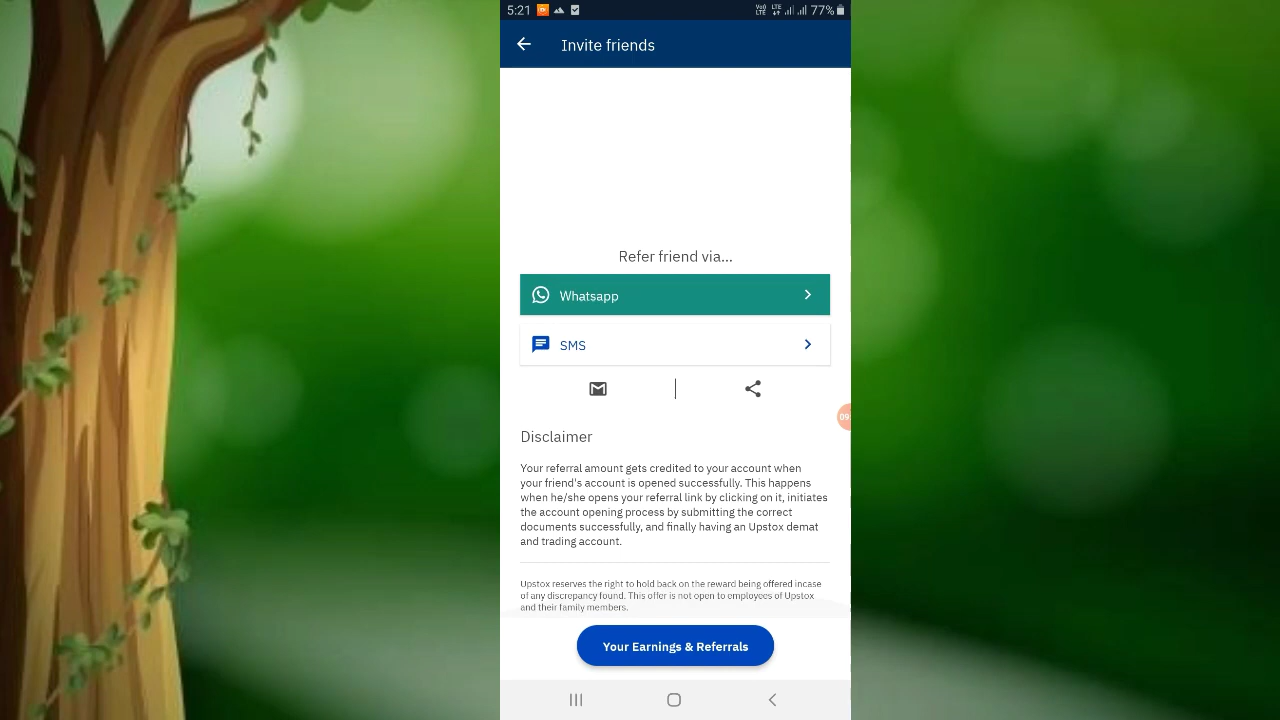 5:21 77%
Invite friends
Refer friend via...
Whatsapp
SMS
09
Disclaimer
Your referral amount gets credited to your account when
your friend's account is opened successfully. This happens
when he/she opens your referral link by clicking on it, initiates
the account opening process by submitting the correct
documents successfully, and finally having an Upstox demat
and trading account.
Upstox reserves the right to hold back on the reward being offered incase
of any discrepancy found. This offer is not open to employees of Upstox
and their family members.
Your Earnings & Referrals